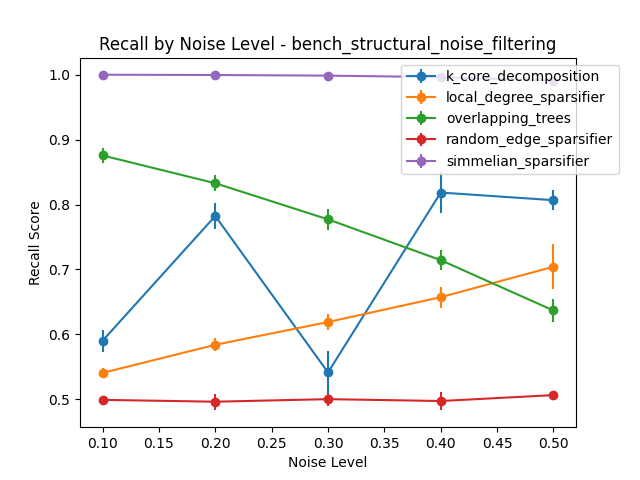 Recall by Noise Level - bench_structural_noise_filtering
k_core_decomposition
local_degree_sparsifier
overlapping_trees
random_edge_sparsifier
simmelian_sparsifier
Recall Score
1.0
0.9
0.8
0.7
0.6
0.5
0.10 0.15 0.20 0.25 0.30 0.35 0.40 0.45 0.50
Noise Level